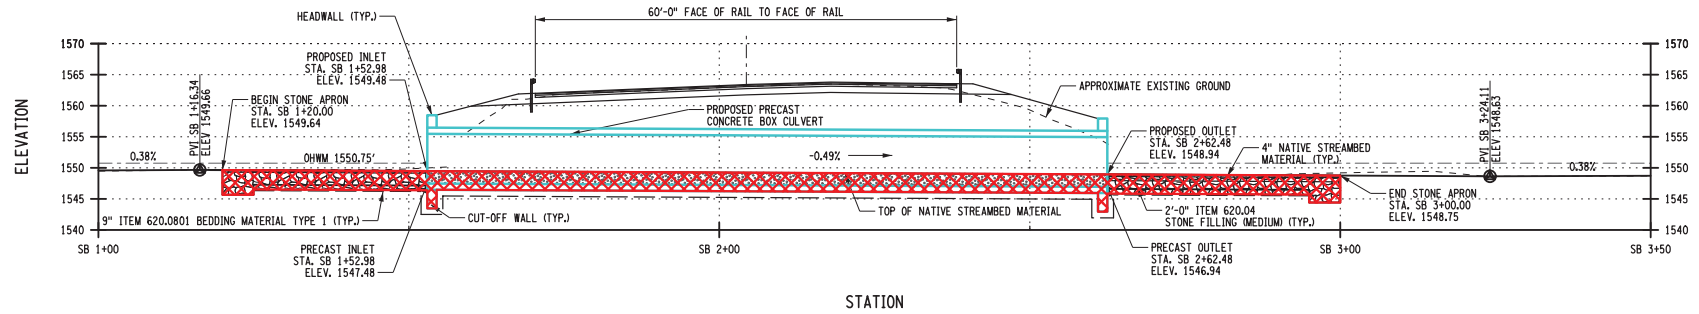 60'-0" FACE OF RAIL TO FACE OF RAIL
HEADWALL (TYP.)
1570
1565
1560
1555
1550
1545
1540
ELEVATION
PVI SB 1+16.34
ELEV 1549.66
PROPOSED INLET
STA. SB 1+52.98
ELEV. 1549.48
BEGIN STONE APRON
STA. SB 1+20.00
ELEV. 1549.64
APPROXIMATE EXISTING GROUND
PROPOSED PRECAST
CONCRETE BOX CULVERT
PROPOSED OUTLET
STA. SB 2+62.48
ELEV. 1548.94
4" NATIVE STREAMBED
MATERIAL (TYP.)
PVI SB 3+24.11
ELEV 1548.63
1570
1565
1560
1555
1550
1545
1540
0.38%
OHWM 1550.75'
-0.49%
0.38%
9" ITEM 620.0801 BEDDING MATERIAL TYPE 1 (TYP.)
CUT-OFF WALL (TYP.)
TOP OF NATIVE STREAMBED MATERIAL
2'-0" ITEM 620.04
STONE FILLING (MEDIUM) (TYP.)
END STONE APRON
STA. SB 3+00.00
ELEV. 1548.75
SB 1+00
PRECAST INLET
STA. SB 1+52.98
ELEV. 1547.48
SB 2+00
PRECAST OUTLET
STA. SB 2+62.48
ELEV. 1546.94
SB 3+00
SB 3+50
STATION